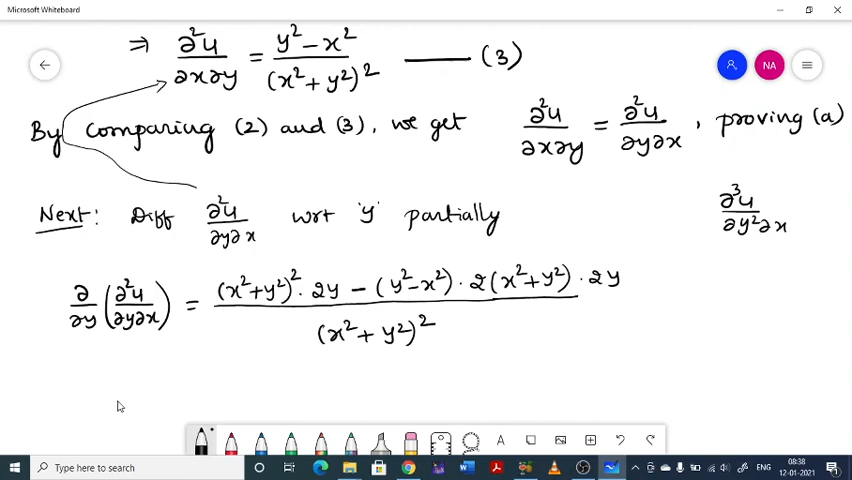 Microsoft Whiteboard
⇒ ∂²u/∂x∂y = (y² − x²)/(x² + y²)² —— (3)
NA
By comparing (2) and (3), we get ∂²u/∂x∂y = ∂²u/∂y∂x, proving (a)
Next: Diff ∂²u/∂y∂x wrt 'y' partially ∂³u/∂y²∂x
∂/∂y (∂²u/∂y∂x) = ((x²+y²)² · 2y − (y²−x²) · 2(x²+y²) · 2y)/(x² + y²)²
Type here to search
ENG
08:38
12-01-2021